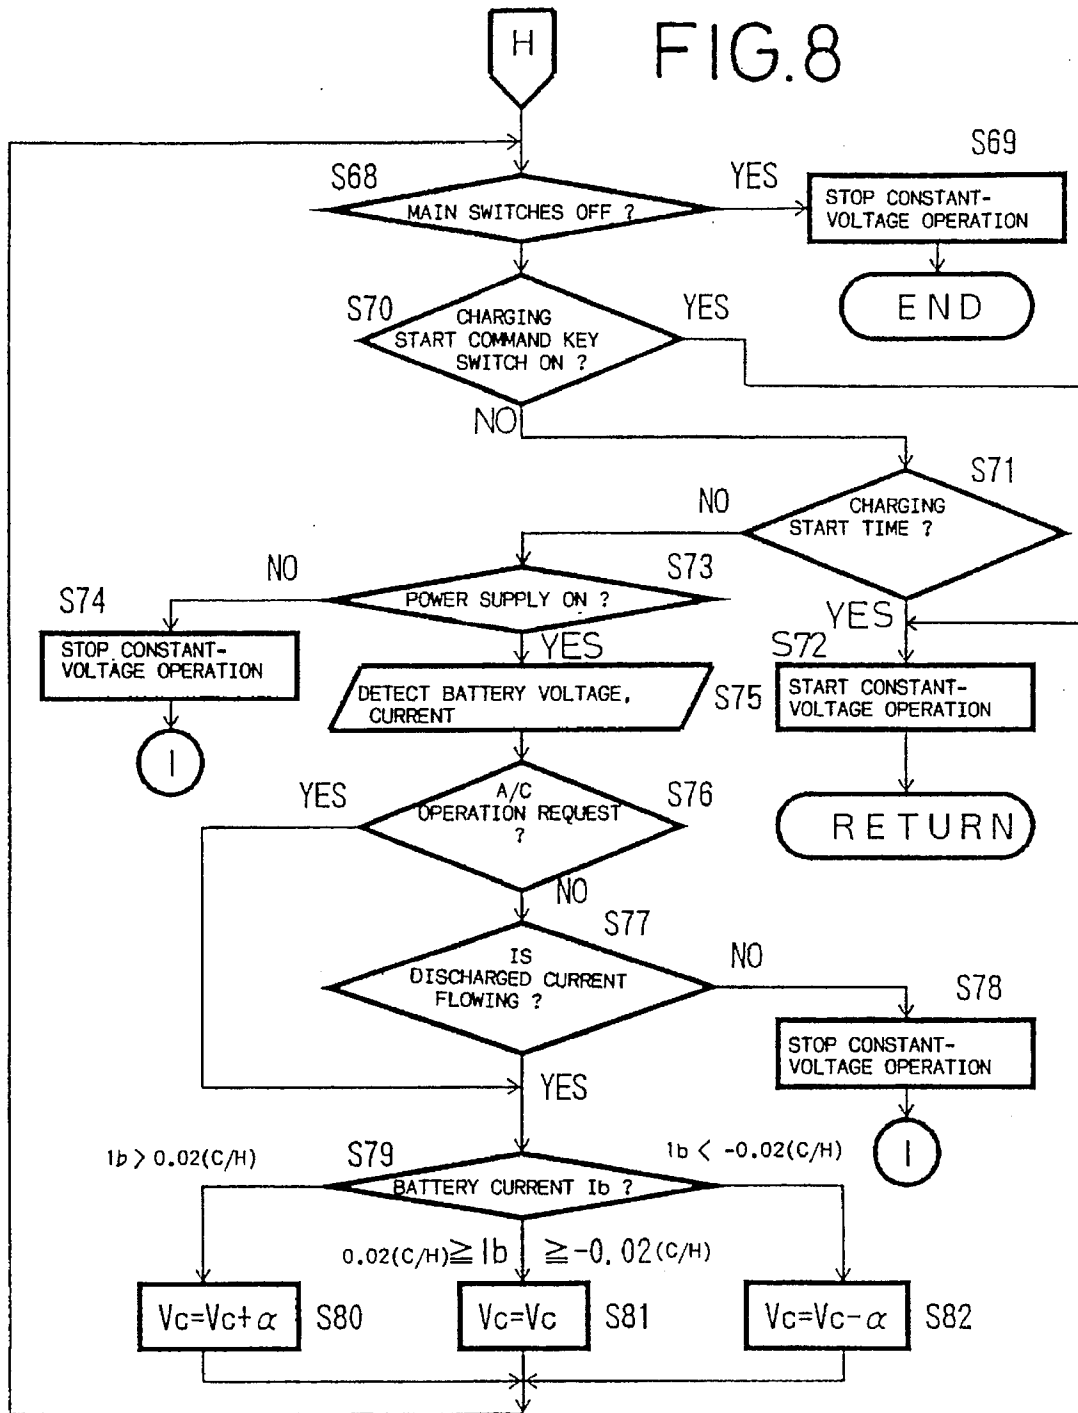 H
FIG.8
S69
S68
YES
MAIN SWITCHES OFF ?
STOP CONSTANT-
VOLTAGE OPERATION
S70
YES
END
CHARGING
START COMMAND KEY
SWITCH ON ?
NO
S71
NO
CHARGING
START TIME ?
NO
S73
S74
POWER SUPPLY ON ?
YES
YES
S72
STOP CONSTANT-
VOLTAGE OPERATION
DETECT BATTERY VOLTAGE,
CURRENT
S75
START CONSTANT-
VOLTAGE OPERATION
I
YES
A/C
OPERATION REQUEST
?
S76
RETURN
NO
S77
IS
DISCHARGED CURRENT
FLOWING ?
NO
S78
STOP CONSTANT-
VOLTAGE OPERATION
YES
I
Ib > 0.02(C/H)
S79
Ib < -0.02(C/H)
BATTERY CURRENT Ib ?
0.02(C/H) ≧ Ib ≧ -0.02(C/H)
Vc=Vc+α
S80
Vc=Vc
S81
Vc=Vc-α
S82